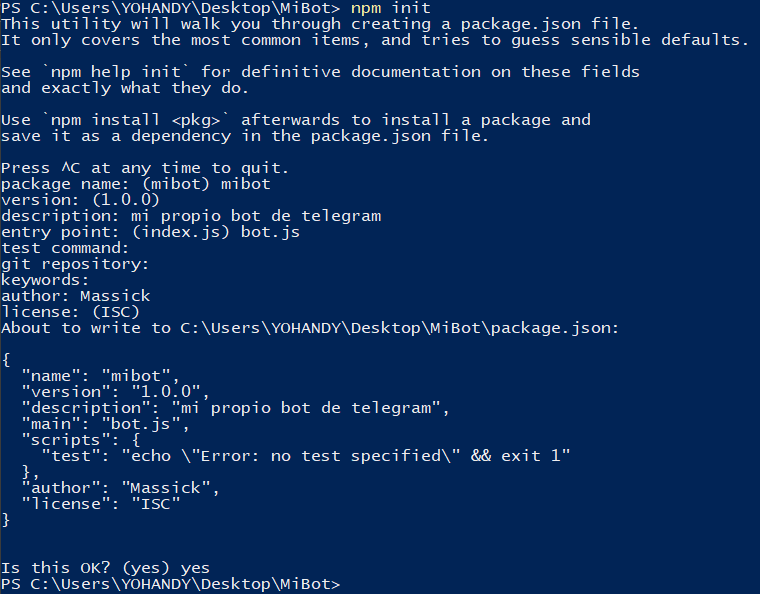 PS C:\Users\YOHANDY\Desktop\MiBot> npm init
This utility will walk you through creating a package.json file.
It only covers the most common items, and tries to guess sensible defaults.
See `npm help init` for definitive documentation on these fields
and exactly what they do.
Use `npm install <pkg>` afterwards to install a package and
save it as a dependency in the package.json file.
Press ^C at any time to quit.
package name: (mibot) mibot
version: (1.0.0)
description: mi propio bot de telegram
entry point: (index.js) bot.js
test command:
git repository:
keywords:
author: Massick
license: (ISC)
About to write to C:\Users\YOHANDY\Desktop\MiBot\package.json:
{
  "name": "mibot",
  "version": "1.0.0",
  "description": "mi propio bot de telegram",
  "main": "bot.js",
  "scripts": {
    "test": "echo \"Error: no test specified\" && exit 1"
  },
  "author": "Massick",
  "license": "ISC"
}
Is this OK? (yes) yes
PS C:\Users\YOHANDY\Desktop\MiBot>